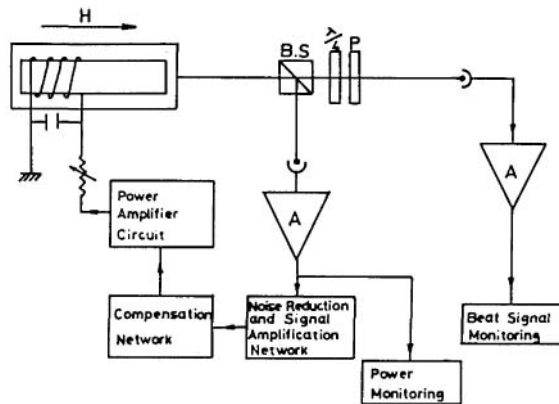 H
B.S
λ/4
P
A
A
Power
Amplifier
Circuit
Compensation
Network
Noise Reduction
and Signal
Amplification
Network
Beat Signal
Monitoring
Power
Monitoring